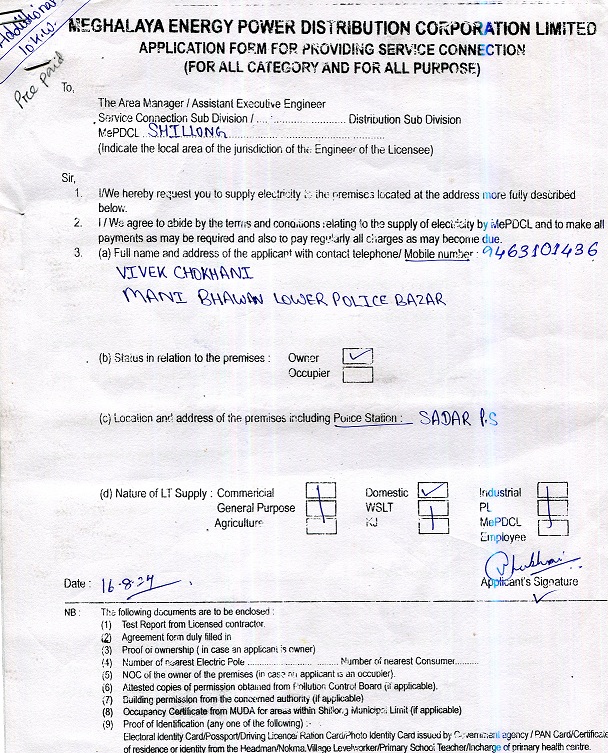 Additional
10KW.
Pree paid
MEGHALAYA ENERGY POWER DISTRIBUTION CORPORATION LIMITED
APPLICATION FORM FOR PROVIDING SERVICE CONNECTION
(FOR ALL CATEGORY AND FOR ALL PURPOSE)
To,
The Area Manager / Assistant Executive Engineer
Service Connection Sub Division / .......................... Distribution Sub Division
MePDCL SHILLONG
(Indicate the local area of the jurisdiction of the Engineer of the Licensee)
Sir,
1. I/We hereby request you to supply electricity to the premises located at the address more fully described
below.
2. I / We agree to abide by the terms and conditions relating to the supply of electricity by MePDCL and to make all
payments as may be required and also to pay regularly all charges as may become due.
3. (a) Full name and address of the applicant with contact telephone/ Mobile number : 9463101436
VIVEK CHOKHANI
MANI BHAWAN LOWER POLICE BAZAR
(b) Status in relation to the premises : Owner
Occupier
(c) Location and address of the premises including Police Station : SADAR P.S
(d) Nature of LT Supply : Commericial Domestic Industrial
General Purpose WSLT PL
Agriculture KJ MePDCL
Employee
Date : 16-8-24 Applicant's Signature
NB : The following documents are to be enclosed :
(1) Test Report from Licensed contractor.
(2) Agreement form duly filled in
(3) Proof of ownership ( in case an applicant is owner)
(4) Number of nearest Electric Pole .......................... Number of nearest Consumer.........
(5) NOC of the owner of the premises (in case an applicant is an occupier).
(6) Attested copies of permission obtained from Pollution Control Board (if applicable).
(7) Building permission from the concerned authority (if applicable)
(8) Occupancy Certificate from MUDA for areas within Shillong Municipal Limit (if applicable)
(9) Proof of Identification (any one of the following) :-
Electoral Identity Card/Passport/Driving Licence/ Ration Card/Photo Identity Card issued by Government agency / PAN Card/Certificate
of residence or identity from the Headman/Nokma,Village Levelworker/Primary School Teacher/Incharge of primary health centre.